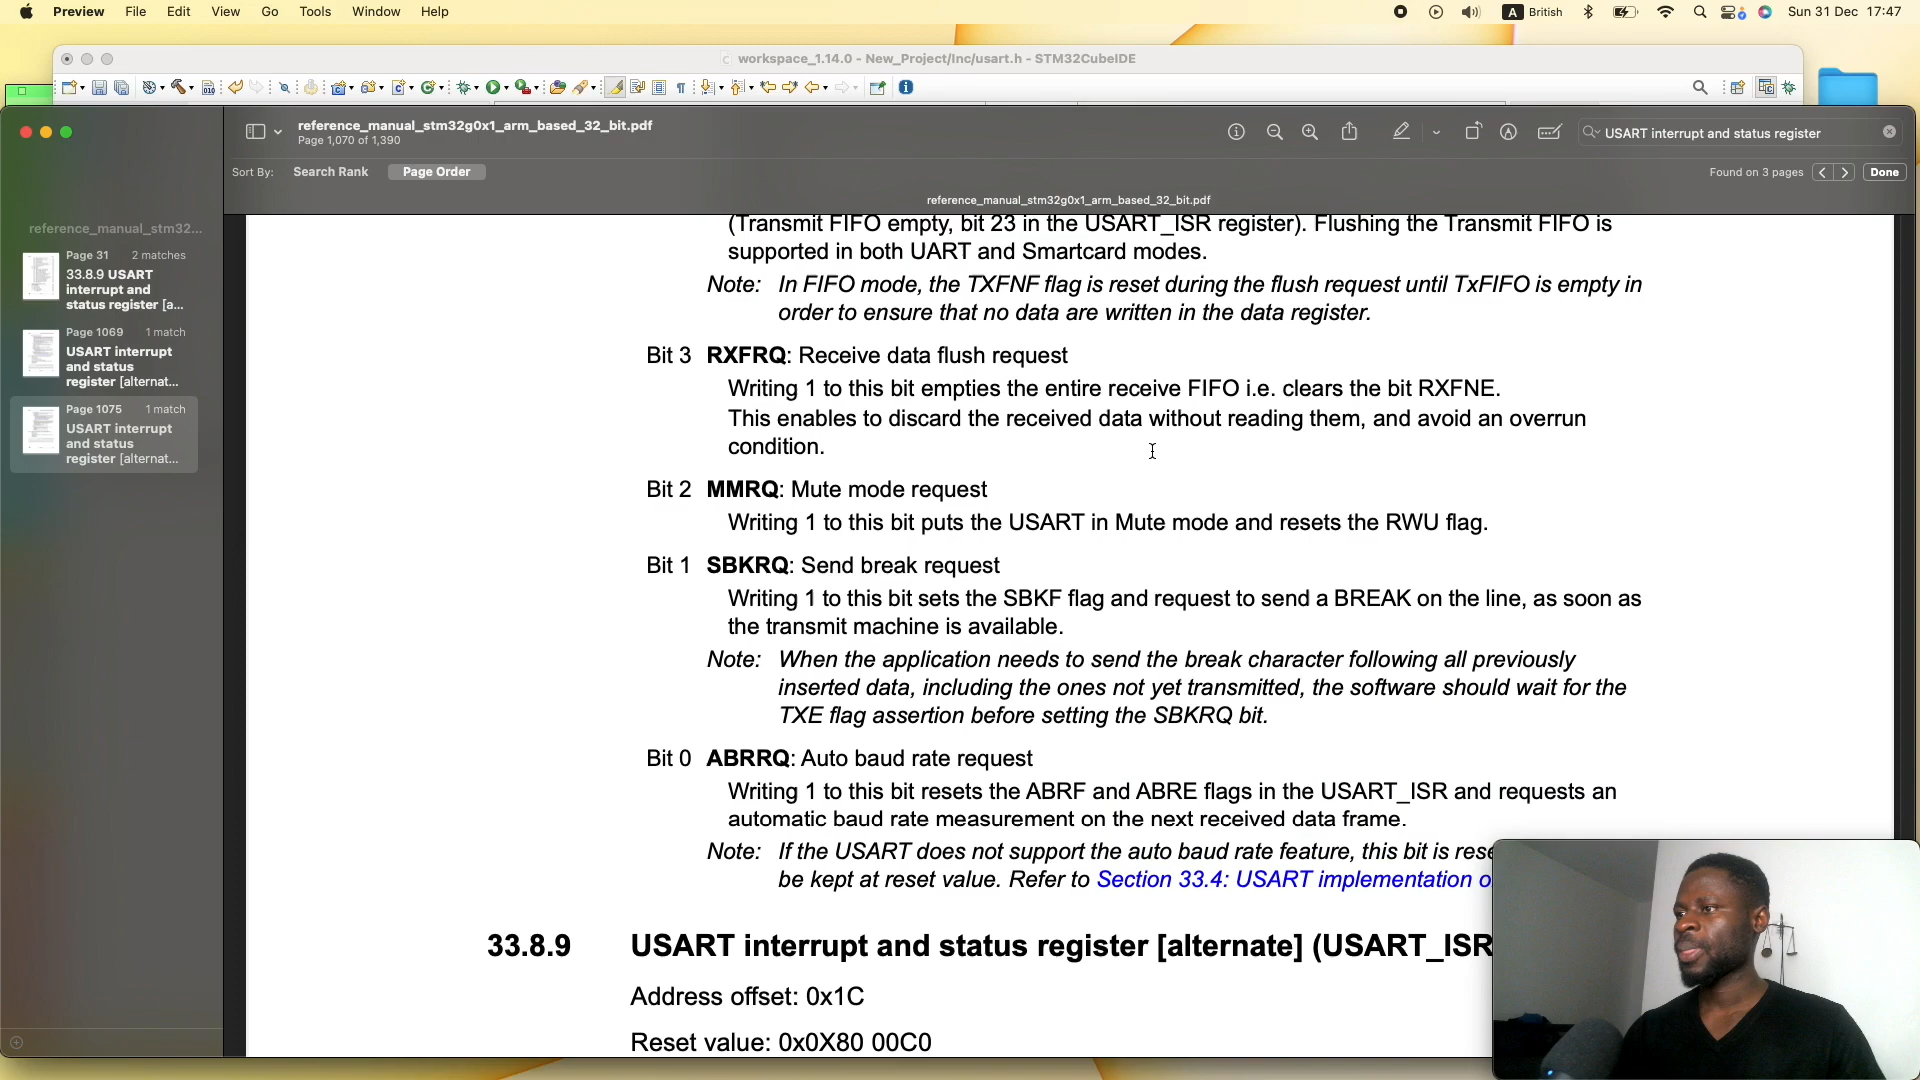 Preview File Edit View Go Tools Window Help
A British
Sun 31 Dec 17:47
workspace_1.14.0 - New_Project/Inc/usart.h - STM32CubeIDE
reference_manual_stm32g0x1_arm_based_32_bit.pdf
Page 1,070 of 1,390
USART interrupt and status register
Sort By: Search Rank Page Order
Found on 3 pages
Done
reference_manual_stm32g0x1_arm_based_32_bit.pdf
reference_manual_stm32...
Page 31 2 matches
33.8.9 USART
interrupt and
status register [a...
Page 1069 1 match
USART interrupt
and status
register [alternat...
Page 1075 1 match
USART interrupt
and status
register [alternat...
(Transmit FIFO empty, bit 23 in the USART_ISR register). Flushing the Transmit FIFO is
supported in both UART and Smartcard modes.
Note: In FIFO mode, the TXFNF flag is reset during the flush request until TxFIFO is empty in
order to ensure that no data are written in the data register.
Bit 3 RXFRQ: Receive data flush request
Writing 1 to this bit empties the entire receive FIFO i.e. clears the bit RXFNE.
This enables to discard the received data without reading them, and avoid an overrun
condition.
Bit 2 MMRQ: Mute mode request
Writing 1 to this bit puts the USART in Mute mode and resets the RWU flag.
Bit 1 SBKRQ: Send break request
Writing 1 to this bit sets the SBKF flag and request to send a BREAK on the line, as soon as
the transmit machine is available.
Note: When the application needs to send the break character following all previously
inserted data, including the ones not yet transmitted, the software should wait for the
TXE flag assertion before setting the SBKRQ bit.
Bit 0 ABRRQ: Auto baud rate request
Writing 1 to this bit resets the ABRF and ABRE flags in the USART_ISR and requests an
automatic baud rate measurement on the next received data frame.
Note: If the USART does not support the auto baud rate feature, this bit is rese
be kept at reset value. Refer to Section 33.4: USART implementation o
33.8.9 USART interrupt and status register [alternate] (USART_ISR
Address offset: 0x1C
Reset value: 0x0X80 00C0